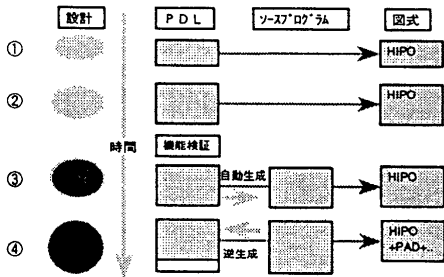 設計 PDL ソースプログラム 図式
① HIPO
② HIPO
時間 機能検証
③ 自動生成 HIPO
④ 逆生成 HIPO
+PAD+..